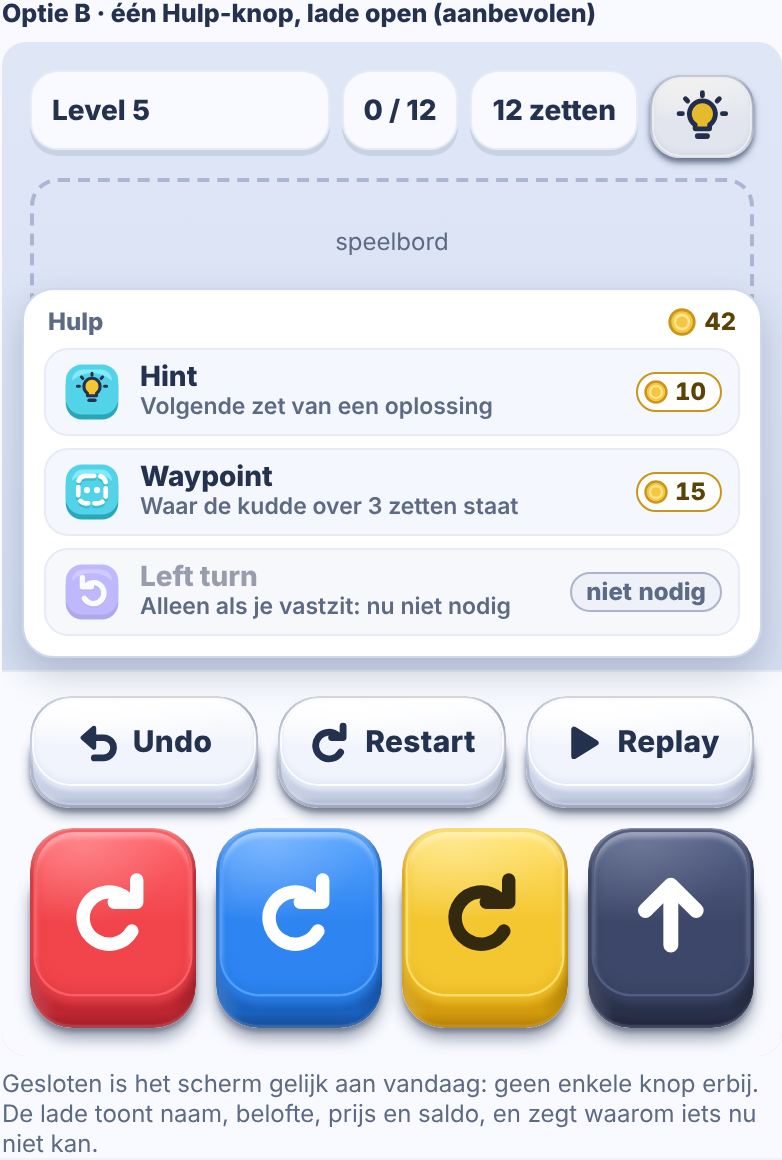 Optie B · één Hulp-knop, lade open (aanbevolen)
Level 5
0 / 12
12 zetten
speelbord
Hulp
42
Hint
Volgende zet van een oplossing
10
Waypoint
Waar de kudde over 3 zetten staat
15
Left turn
Alleen als je vastzit: nu niet nodig
niet nodig
Undo
Restart
Replay
Gesloten is het scherm gelijk aan vandaag: geen enkele knop erbij.
De lade toont naam, belofte, prijs en saldo, en zegt waarom iets nu
niet kan.